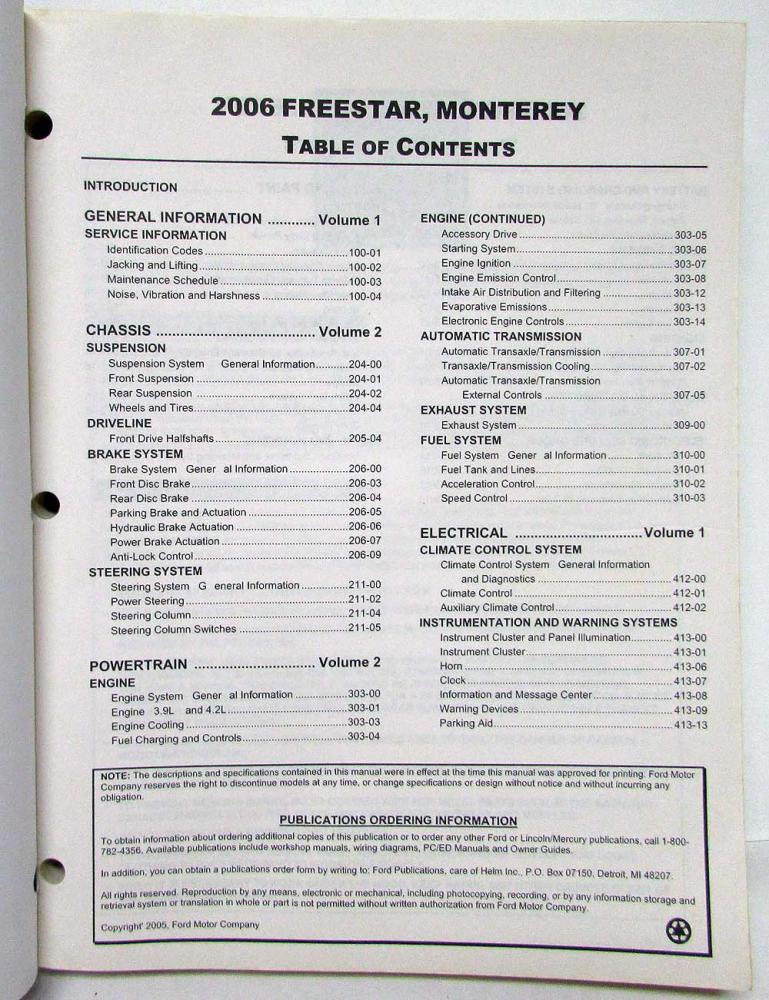 2006 FREESTAR, MONTEREY
TABLE OF CONTENTS
INTRODUCTION
GENERAL INFORMATION ............ Volume 1
SERVICE INFORMATION
Identification Codes ............ 100-01
Jacking and Lifting ............ 100-02
Maintenance Schedule ............ 100-03
Noise, Vibration and Harshness ............ 100-04
CHASSIS ............ Volume 2
SUSPENSION
Suspension System General Information ............ 204-00
Front Suspension ............ 204-01
Rear Suspension ............ 204-02
Wheels and Tires ............ 204-04
DRIVELINE
Front Drive Halfshafts ............ 205-04
BRAKE SYSTEM
Brake System Gener al Information ............ 206-00
Front Disc Brake ............ 206-03
Rear Disc Brake ............ 206-04
Parking Brake and Actuation ............ 206-05
Hydraulic Brake Actuation ............ 206-06
Power Brake Actuation ............ 206-07
Anti-Lock Control ............ 206-09
STEERING SYSTEM
Steering System G eneral Information ............ 211-00
Power Steering ............ 211-02
Steering Column ............ 211-04
Steering Column Switches ............ 211-05
POWERTRAIN ............ Volume 2
ENGINE
Engine System Gener al Information ............ 303-00
Engine 3.9L and 4.2L ............ 303-01
Engine Cooling ............ 303-03
Fuel Charging and Controls ............ 303-04
ENGINE (CONTINUED)
Accessory Drive ............ 303-05
Starting System ............ 303-06
Engine Ignition ............ 303-07
Engine Emission Control ............ 303-08
Intake Air Distribution and Filtering ............ 303-12
Evaporative Emissions ............ 303-13
Electronic Engine Controls ............ 303-14
AUTOMATIC TRANSMISSION
Automatic Transaxle/Transmission ............ 307-01
Transaxle/Transmission Cooling ............ 307-02
Automatic Transaxle/Transmission
External Controls ............ 307-05
EXHAUST SYSTEM
Exhaust System ............ 309-00
FUEL SYSTEM
Fuel System Gener al Information ............ 310-00
Fuel Tank and Lines ............ 310-01
Acceleration Control ............ 310-02
Speed Control ............ 310-03
ELECTRICAL ............ Volume 1
CLIMATE CONTROL SYSTEM
Climate Control System General Information
and Diagnostics ............ 412-00
Climate Control ............ 412-01
Auxiliary Climate Control ............ 412-02
INSTRUMENTATION AND WARNING SYSTEMS
Instrument Cluster and Panel Illumination ............ 413-00
Instrument Cluster ............ 413-01
Horn ............ 413-06
Clock ............ 413-07
Information and Message Center ............ 413-08
Warning Devices ............ 413-09
Parking Aid ............ 413-13
NOTE: The descriptions and specifications contained in this manual were in effect at the time this manual was approved for printing. Ford Motor
Company reserves the right to discontinue models at any time, or change specifications or design without notice and without incurring any
obligation.
PUBLICATIONS ORDERING INFORMATION
To obtain information about ordering additional copies of this publication or to order any other Ford or Lincoln/Mercury publications, call 1-800-
782-4356. Available publications include workshop manuals, wiring diagrams, PC/ED Manuals and Owner Guides.
In addition, you can obtain a publications order form by writing to: Ford Publications, care of Helm Inc., P.O. Box 07150, Detroit, MI 48207.
All rights reserved. Reproduction by any means, electronic or mechanical, including photocopying, recording, or by any information storage and
retrieval system or translation in whole or part is not permitted without written authorization from Ford Motor Company.
Copyright' 2005, Ford Motor Company